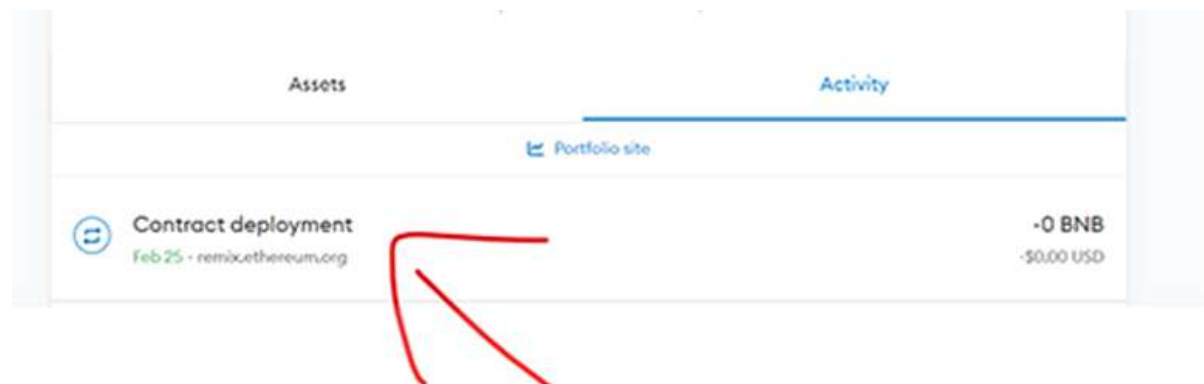 Assets
Activity
Portfolio site
Contract deployment
-0 BNB
Feb 25 · remix.ethereum.org
-$0.00 USD